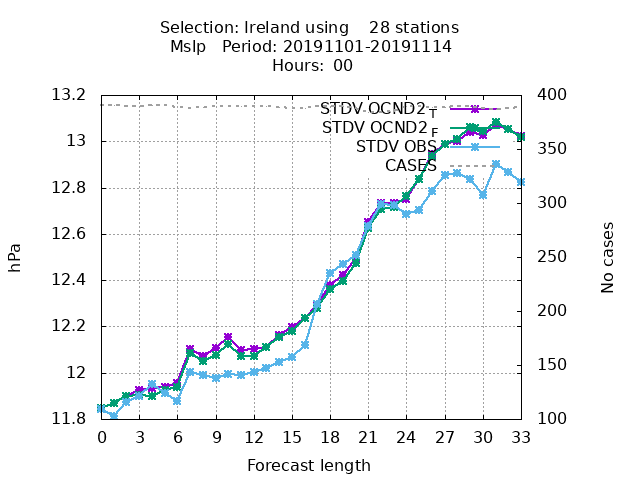 Selection: Ireland using    28 stations
Mslp   Period: 20191101-20191114
Hours:  00
13.2
13
12.8
12.6
12.4
12.2
12
11.8
hPa
STDV OCND2 T
STDV OCND2 F
STDV OBS
CASES
400
350
300
250
200
150
100
No cases
0 3 6 9 12 15 18 21 24 27 30 33
Forecast length